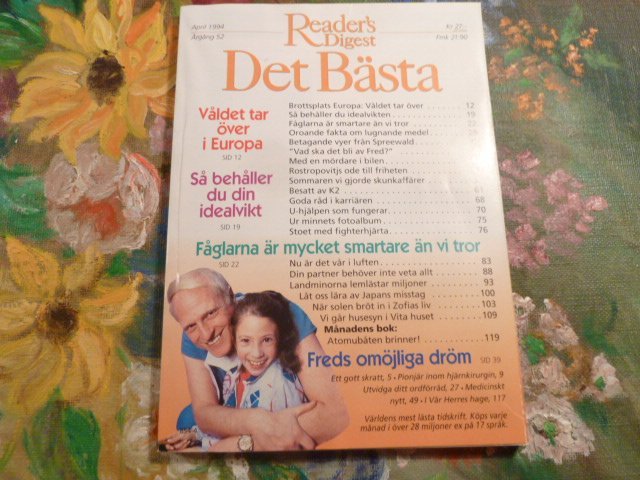 April 1994
Årgång 52
Reader's
Digest
Kr 27:-
Fmk 21:90
Det Bästa
Våldet tar
över
i Europa
SID 12
Så behåller
du din
idealvikt
SID 19
Brottsplats Europa: Våldet tar över 12
Så behåller du idealvikten 19
Fåglarna är smartare än vi tror 22
Oroande fakta om lugnande medel
Betagande vyer från Spreewald
"Vad ska det bli av Fred?"
Med en mördare i bilen
Rostropovitjs ode till friheten
Sommaren vi gjorde skunkaffärer
Besatt av K2 61
Goda råd i karriären 68
U-hjälpen som fungerar 70
Ur minnets fotoalbum 75
Stoet med fighterhjärta 76
Fåglarna är mycket smartare än vi tror
SID 22
Nu är det vår i luften 83
Din partner behöver inte veta allt 88
Landminorna lemlästar miljoner 93
Låt oss lära av Japans misstag 100
När solen bröt in i Zofias liv 103
Vi går husesyn i Vita huset 109
Månadens bok:
Atomubåten brinner! 119
Freds omöjliga dröm SID 39
Ett gott skratt, 5 • Pionjär inom hjärnkirurgin, 9
Utvidga ditt ordförråd, 27 • Medicinskt
nytt, 49 • I Vår Herres hage, 117
Världens mest lästa tidskrift. Köps varje
månad i över 28 miljoner ex på 17 språk.